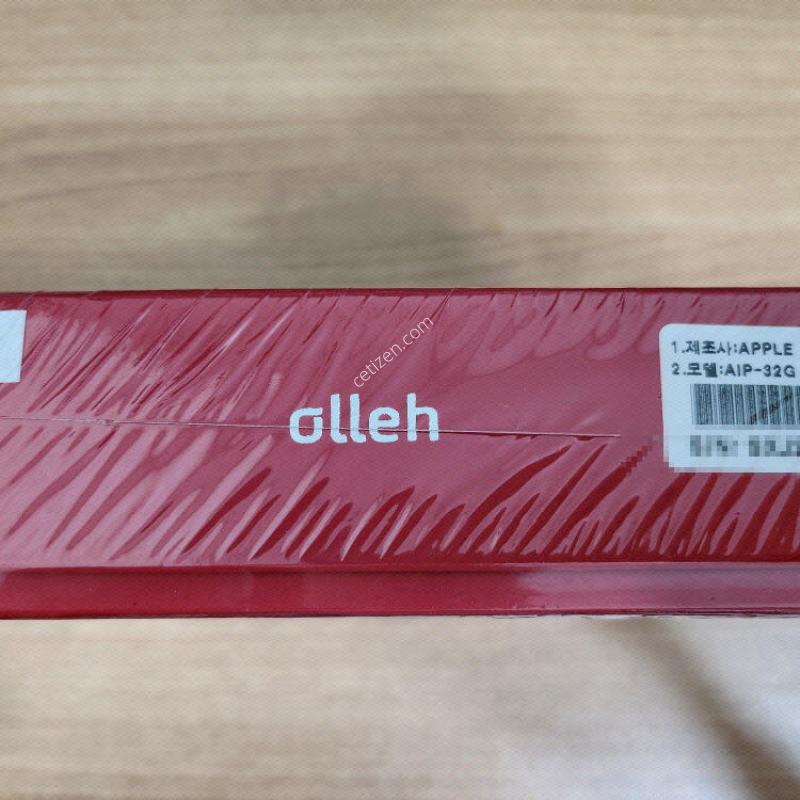 cetizen.com
olleh
1.제조사:APPLE
2.모델:AIP-32G